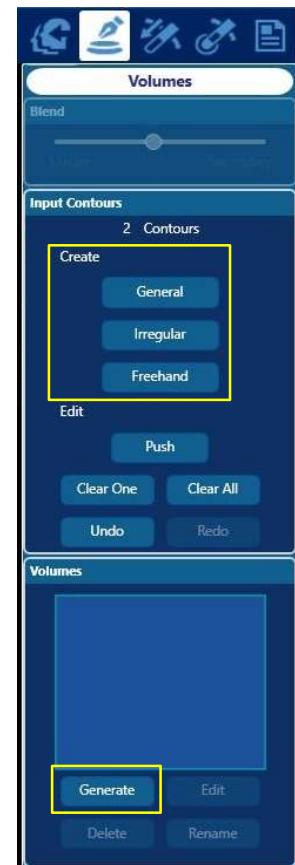 Volumes
Blend
Input Contours
2 Contours
Create
General
Irregular
Freehand
Edit
Push
Clear One Clear All
Undo Redo
Volumes
Generate Edit
Delete Rename